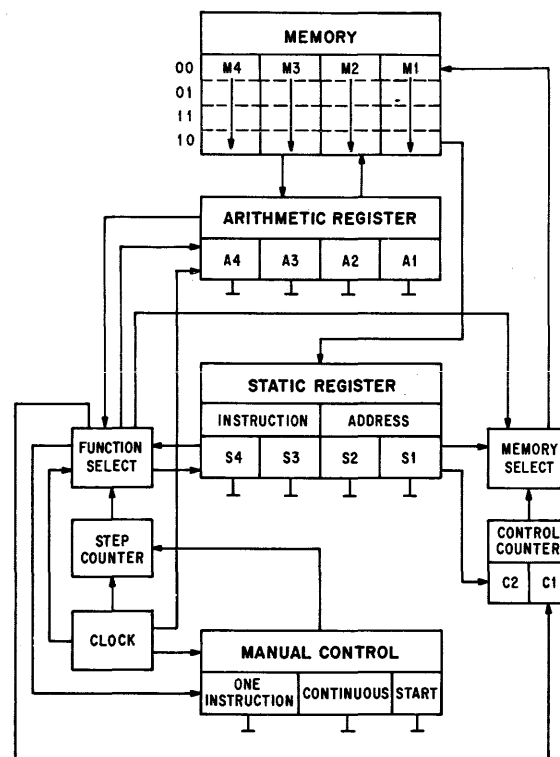 MEMORY
00 M4 M3 M2 M1
01
11
10
ARITHMETIC REGISTER
A4 A3 A2 A1
STATIC REGISTER
INSTRUCTION ADDRESS
S4 S3 S2 S1
FUNCTION
SELECT
MEMORY
SELECT
STEP
COUNTER
CONTROL
COUNTER
C2 C1
CLOCK
MANUAL CONTROL
ONE
INSTRUCTION
CONTINUOUS
START